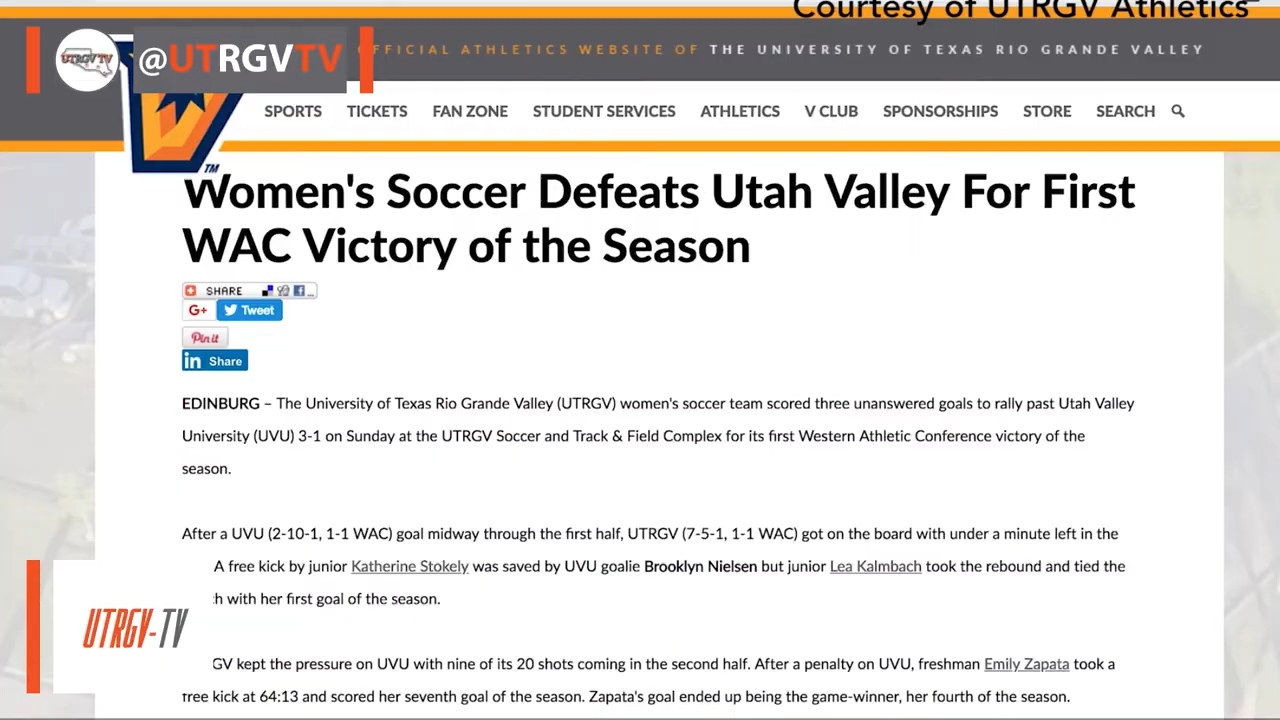 Courtesy of UTRGV Athletics
@UTRGVTV
OFFICIAL ATHLETICS WEBSITE OF THE UNIVERSITY OF TEXAS RIO GRANDE VALLEY
SPORTS TICKETS FAN ZONE STUDENT SERVICES ATHLETICS V CLUB SPONSORSHIPS STORE SEARCH
TM
Women's Soccer Defeats Utah Valley For First
WAC Victory of the Season
SHARE
G+ Tweet
Pin it
in Share
EDINBURG – The University of Texas Rio Grande Valley (UTRGV) women's soccer team scored three unanswered goals to rally past Utah Valley
University (UVU) 3-1 on Sunday at the UTRGV Soccer and Track & Field Complex for its first Western Athletic Conference victory of the
season.
After a UVU (2-10-1, 1-1 WAC) goal midway through the first half, UTRGV (7-5-1, 1-1 WAC) got on the board with under a minute left in the
A free kick by junior Katherine Stokely was saved by UVU goalie Brooklyn Nielsen but junior Lea Kalmbach took the rebound and tied the
h with her first goal of the season.
UTRGV-TV
GV kept the pressure on UVU with nine of its 20 shots coming in the second half. After a penalty on UVU, freshman Emily Zapata took a
free kick at 64:13 and scored her seventh goal of the season. Zapata's goal ended up being the game-winner, her fourth of the season.